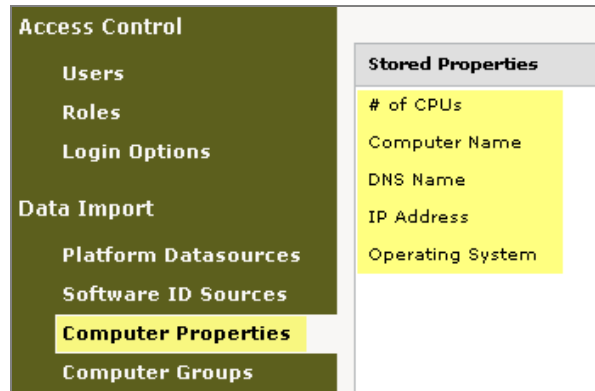 Access Control
Users
Roles
Login Options
Data Import
Platform Datasources
Software ID Sources
Computer Properties
Computer Groups
Stored Properties
# of CPUs
Computer Name
DNS Name
IP Address
Operating System